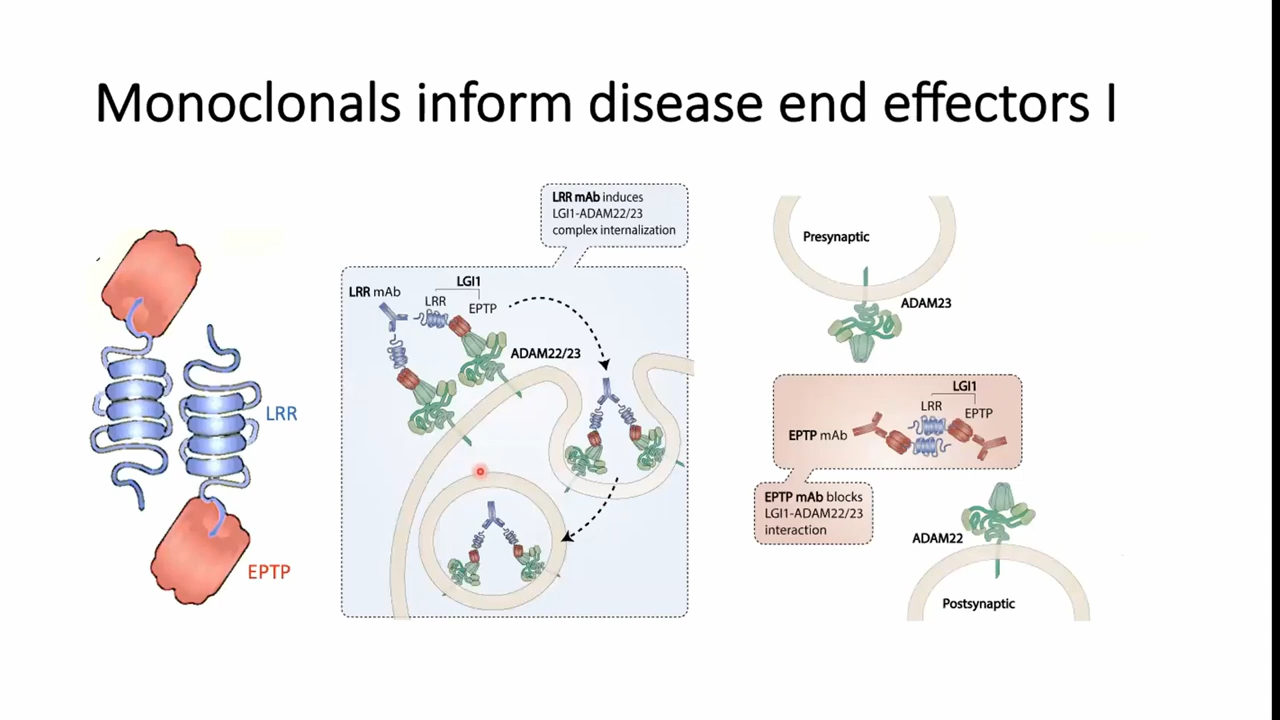 Monoclonals inform disease end effectors I
LRR
EPTP
LRR mAb induces
LGI1-ADAM22/23
complex internalization
LRR mAb
LGI1
LRR
EPTP
ADAM22/23
Presynaptic
ADAM23
LGI1
LRR
EPTP
EPTP mAb
EPTP mAb blocks
LGI1-ADAM22/23
interaction
ADAM22
Postsynaptic